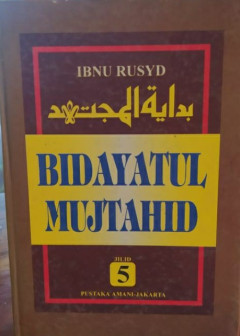 IBNU RUSYD
بداية المجتهد
BIDAYATUL
MUJTAHID
JILID
5
PUSTAKA AMANI-JAKARTA